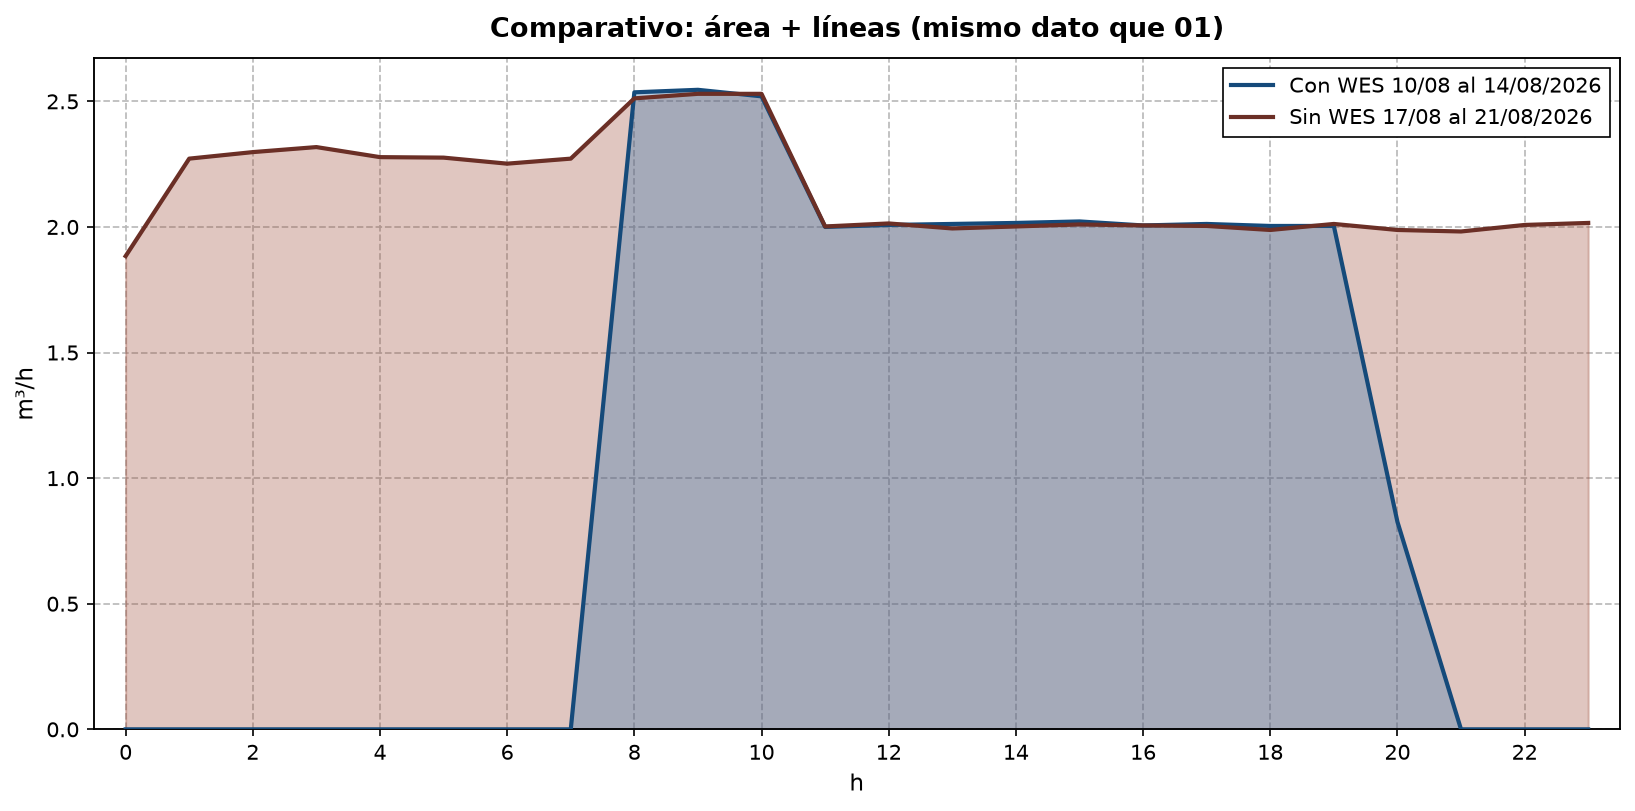 Comparativo: área + líneas (mismo dato que 01)
Con WES 10/08 al 14/08/2026
Sin WES 17/08 al 21/08/2026
m³/h
2.5
2.0
1.5
1.0
0.5
0.0
0 2 4 6 8 10 12 14 16 18 20 22
h